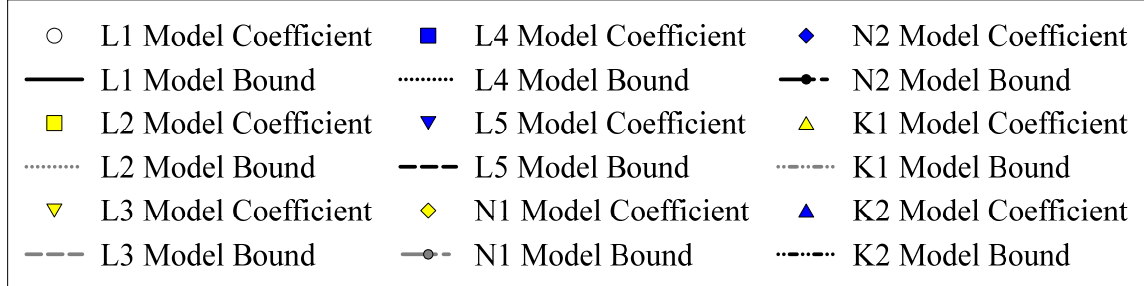 L1 Model Coefficient
L1 Model Bound
L2 Model Coefficient
L2 Model Bound
L3 Model Coefficient
L3 Model Bound
L4 Model Coefficient
L4 Model Bound
L5 Model Coefficient
L5 Model Bound
N1 Model Coefficient
N1 Model Bound
N2 Model Coefficient
N2 Model Bound
K1 Model Coefficient
K1 Model Bound
K2 Model Coefficient
K2 Model Bound